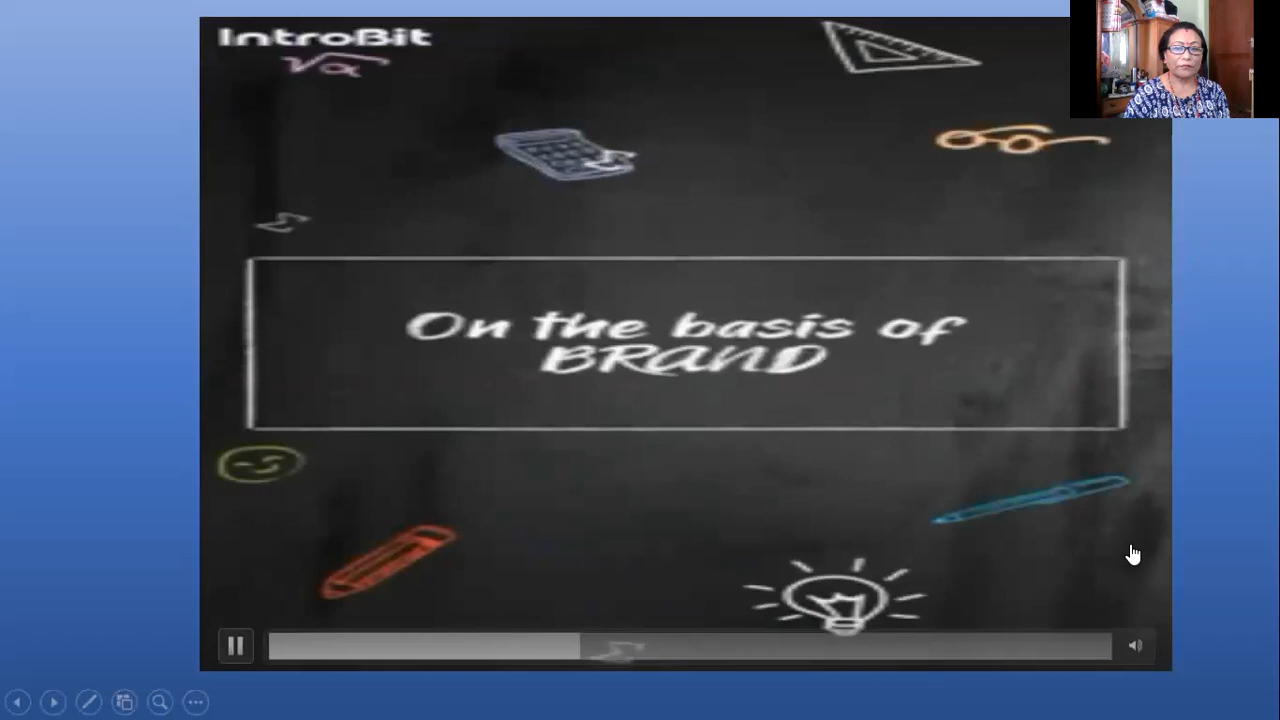 IntroBit
√α
Σ
On the basis of
BRAND
Σ